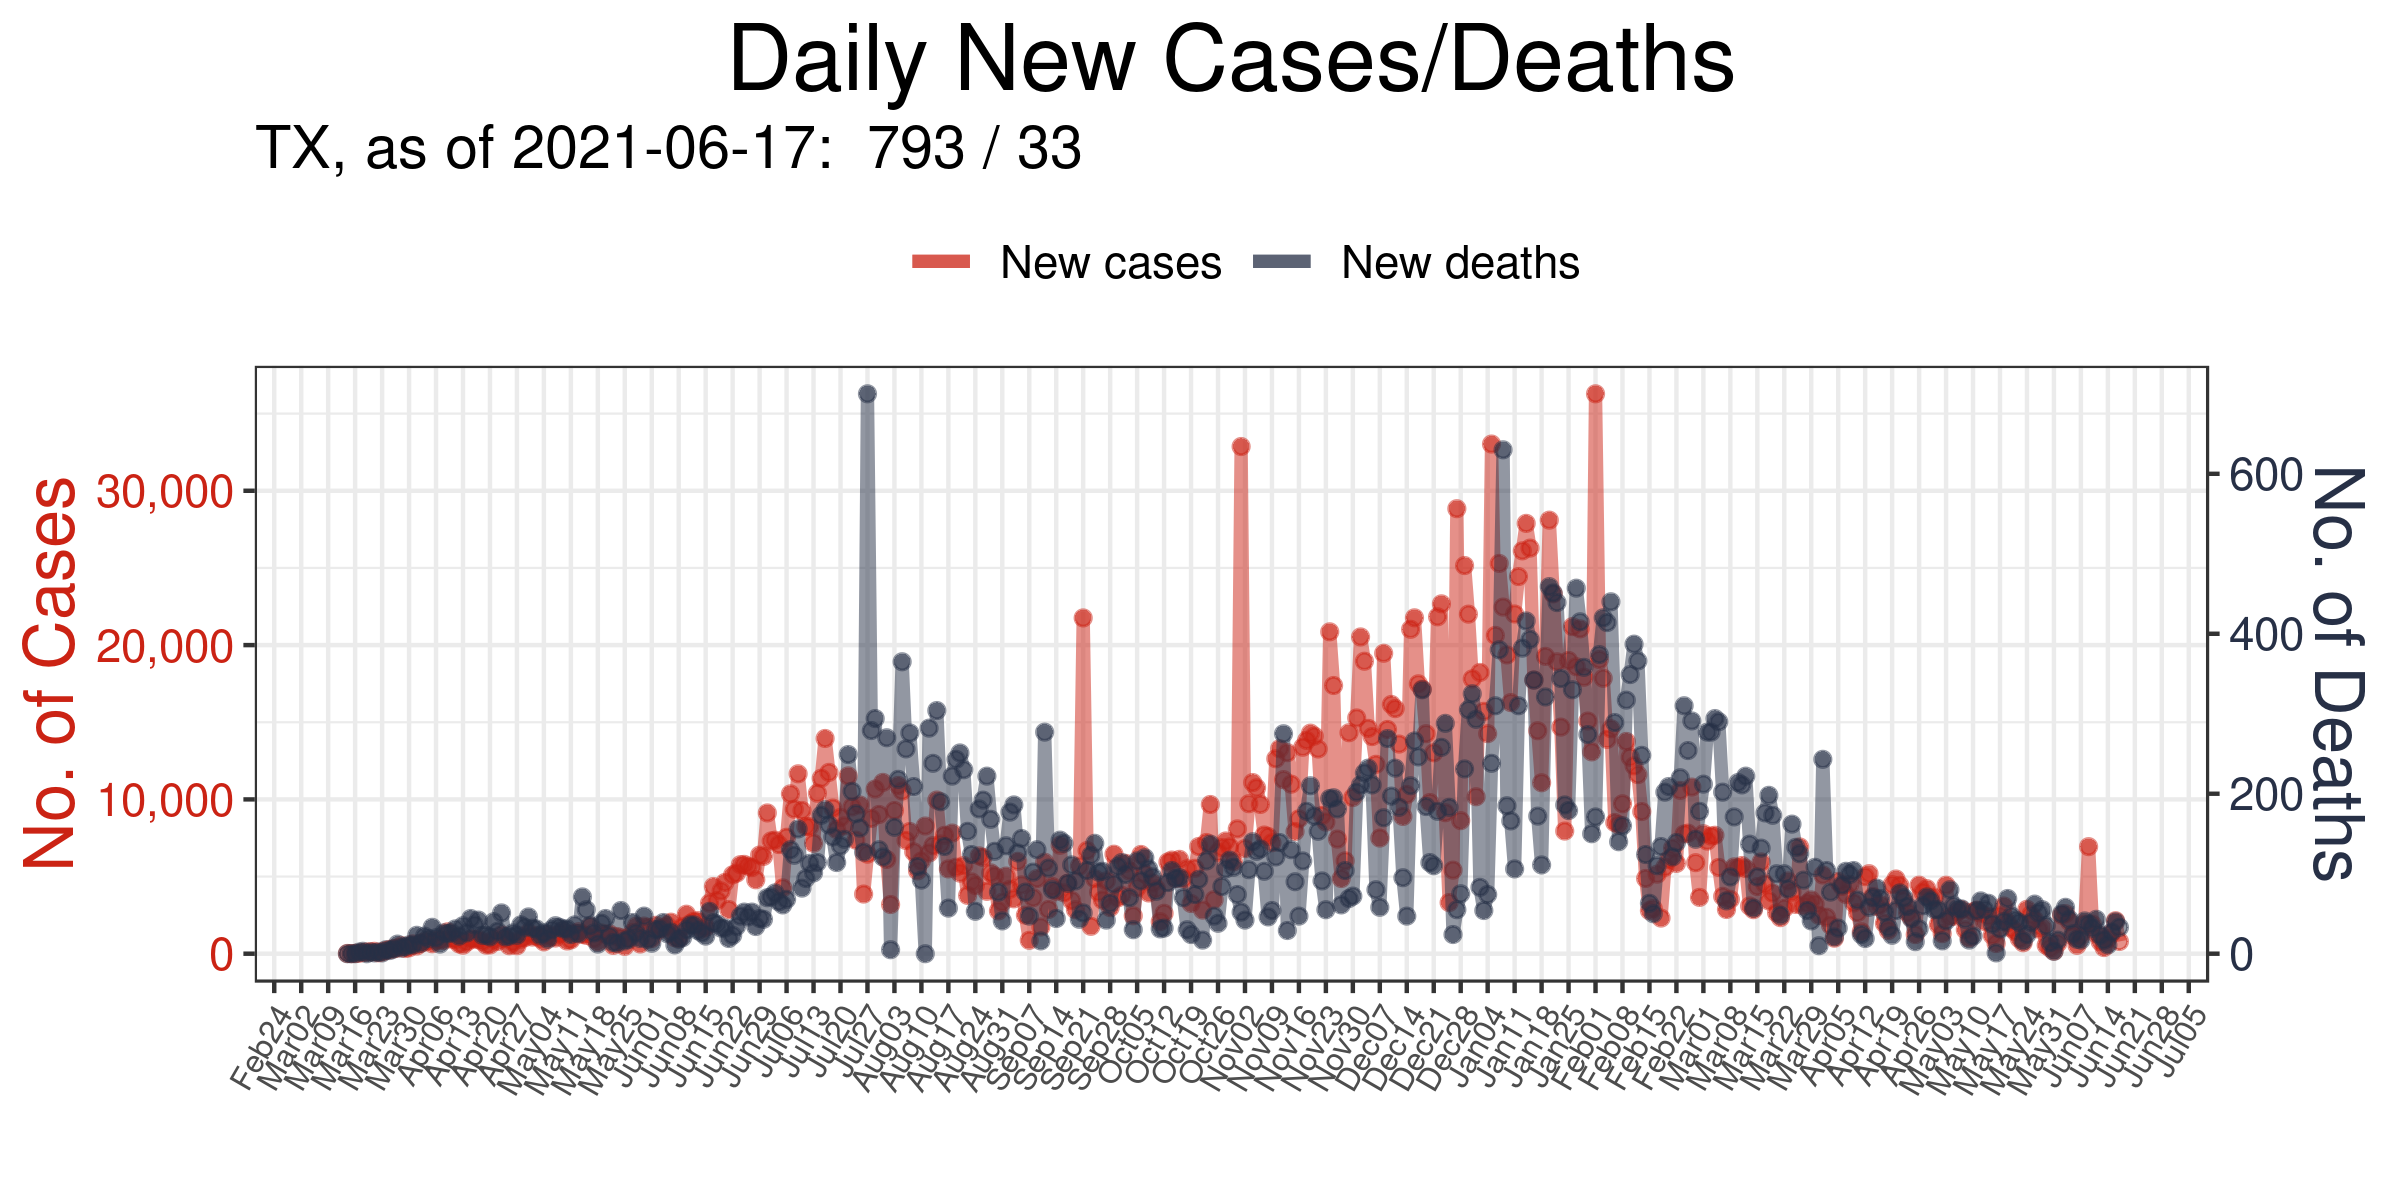 Daily New Cases/Deaths
TX, as of 2021-06-17:  793 / 33
New cases
New deaths
No. of Cases
30,000
20,000
10,000
0
600
400
200
0
No. of Deaths
Feb24
Mar02
Mar09
Mar16
Mar23
Mar30
Apr06
Apr13
Apr20
Apr27
May04
May11
May18
May25
Jun01
Jun08
Jun15
Jun22
Jun29
Jul06
Jul13
Jul20
Jul27
Aug03
Aug10
Aug17
Aug24
Aug31
Sep07
Sep14
Sep21
Sep28
Oct05
Oct12
Oct19
Oct26
Nov02
Nov09
Nov16
Nov23
Nov30
Dec07
Dec14
Dec21
Dec28
Jan04
Jan11
Jan18
Jan25
Feb01
Feb08
Feb15
Feb22
Mar01
Mar08
Mar15
Mar22
Mar29
Apr05
Apr12
Apr19
Apr26
May03
May10
May17
May24
May31
Jun07
Jun14
Jun21
Jun28
Jul05